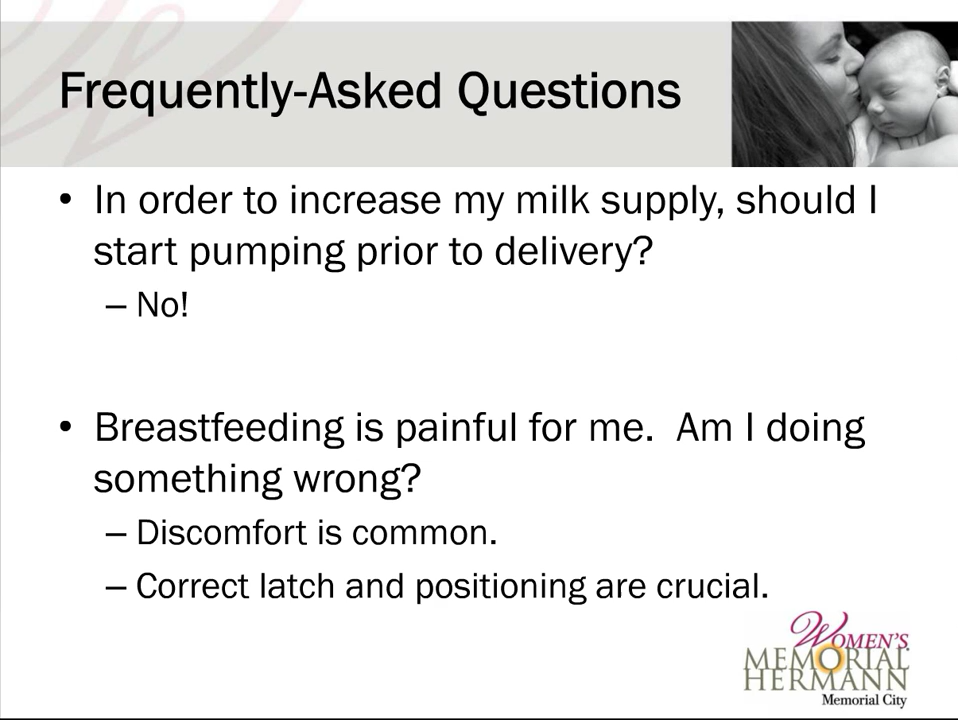 Frequently-Asked Questions
• In order to increase my milk supply, should I
start pumping prior to delivery?
– No!
• Breastfeeding is painful for me.  Am I doing
something wrong?
– Discomfort is common.
– Correct latch and positioning are crucial.
WOMEN'S
MEMORIAL
HERMANN
Memorial City